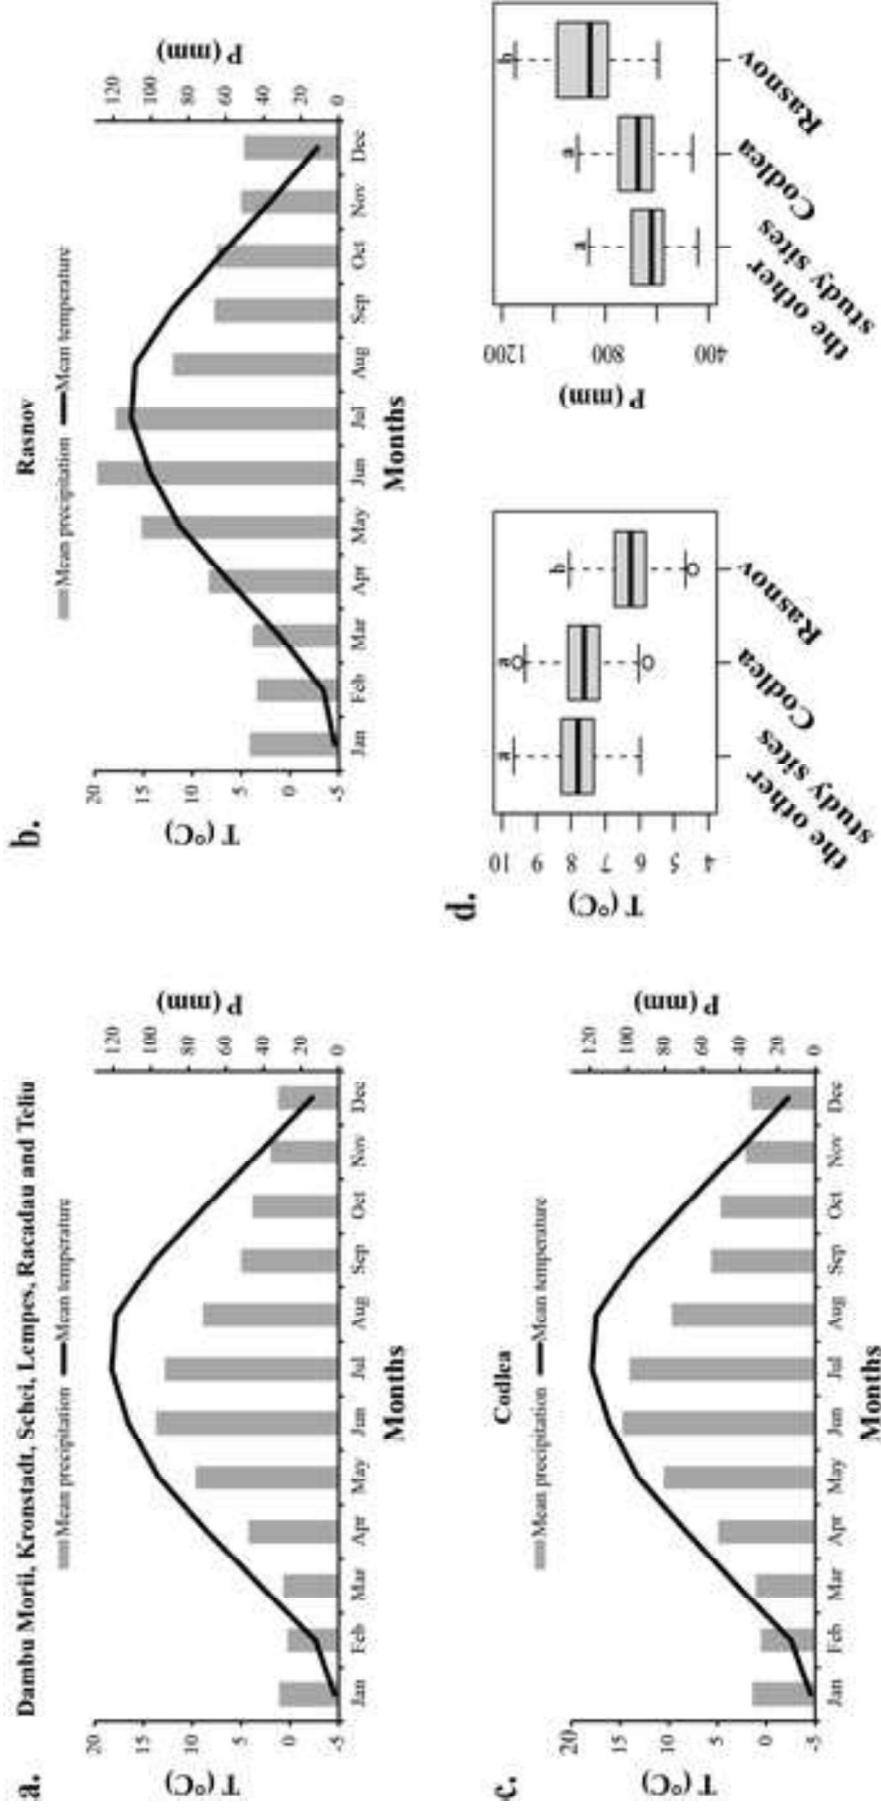 a.
Dambu Morii, Kronstadt, Schei, Lempes, Racadau and Teliu
Mean precipitation
Mean temperature
T (°C)
20
15
10
5
0
-5
P (mm)
120
100
80
60
40
20
0
Jan Feb Mar Apr May Jun Jul Aug Sep Oct Nov Dec
Months
b.
Rasnov
Mean precipitation
Mean temperature
T (°C)
20
15
10
5
0
-5
P (mm)
120
100
80
60
40
20
0
Jan Feb Mar Apr May Jun Jul Aug Sep Oct Nov Dec
Months
c.
Codlea
Mean precipitation
Mean temperature
T (°C)
20
15
10
5
0
-5
P (mm)
120
100
80
60
40
20
0
Jan Feb Mar Apr May Jun Jul Aug Sep Oct Nov Dec
Months
d.
T (°C)
10
9
8
7
6
5
4
a a b
the other
study sites
Codlea
Rasnov
P (mm)
1200
800
400
a a b
the other
study sites
Codlea
Rasnov